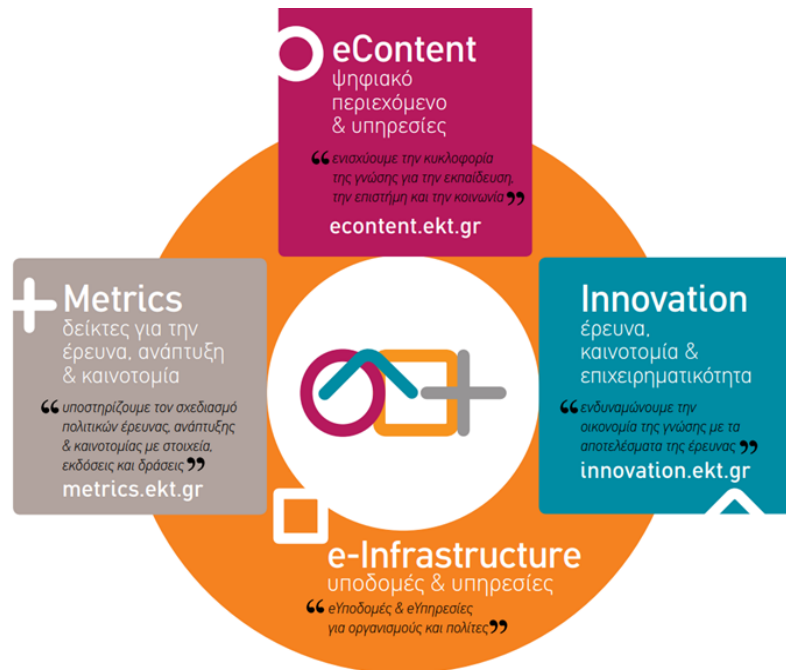 eContent
ψηφιακό
περιεχόμενο
& υπηρεσίες
“ ενισχύουμε την κυκλοφορία
της γνώσης για την εκπαίδευση,
την επιστήμη και την κοινωνία ”
econtent.ekt.gr
Metrics
δείκτες για την
έρευνα, ανάπτυξη
& καινοτομία
“ υποστηρίζουμε τον σχεδιασμό
πολιτικών έρευνας, ανάπτυξης
& καινοτομίας με στοιχεία,
εκδόσεις και δράσεις ”
metrics.ekt.gr
Innovation
έρευνα,
καινοτομία &
επιχειρηματικότητα
“ ενδυναμώνουμε την
οικονομία της γνώσης με τα
αποτελέσματα της έρευνας ”
innovation.ekt.gr
e-Infrastructure
υποδομές & υπηρεσίες
“ eΥποδομές & eΥπηρεσίες
για οργανισμούς και πολίτες ”